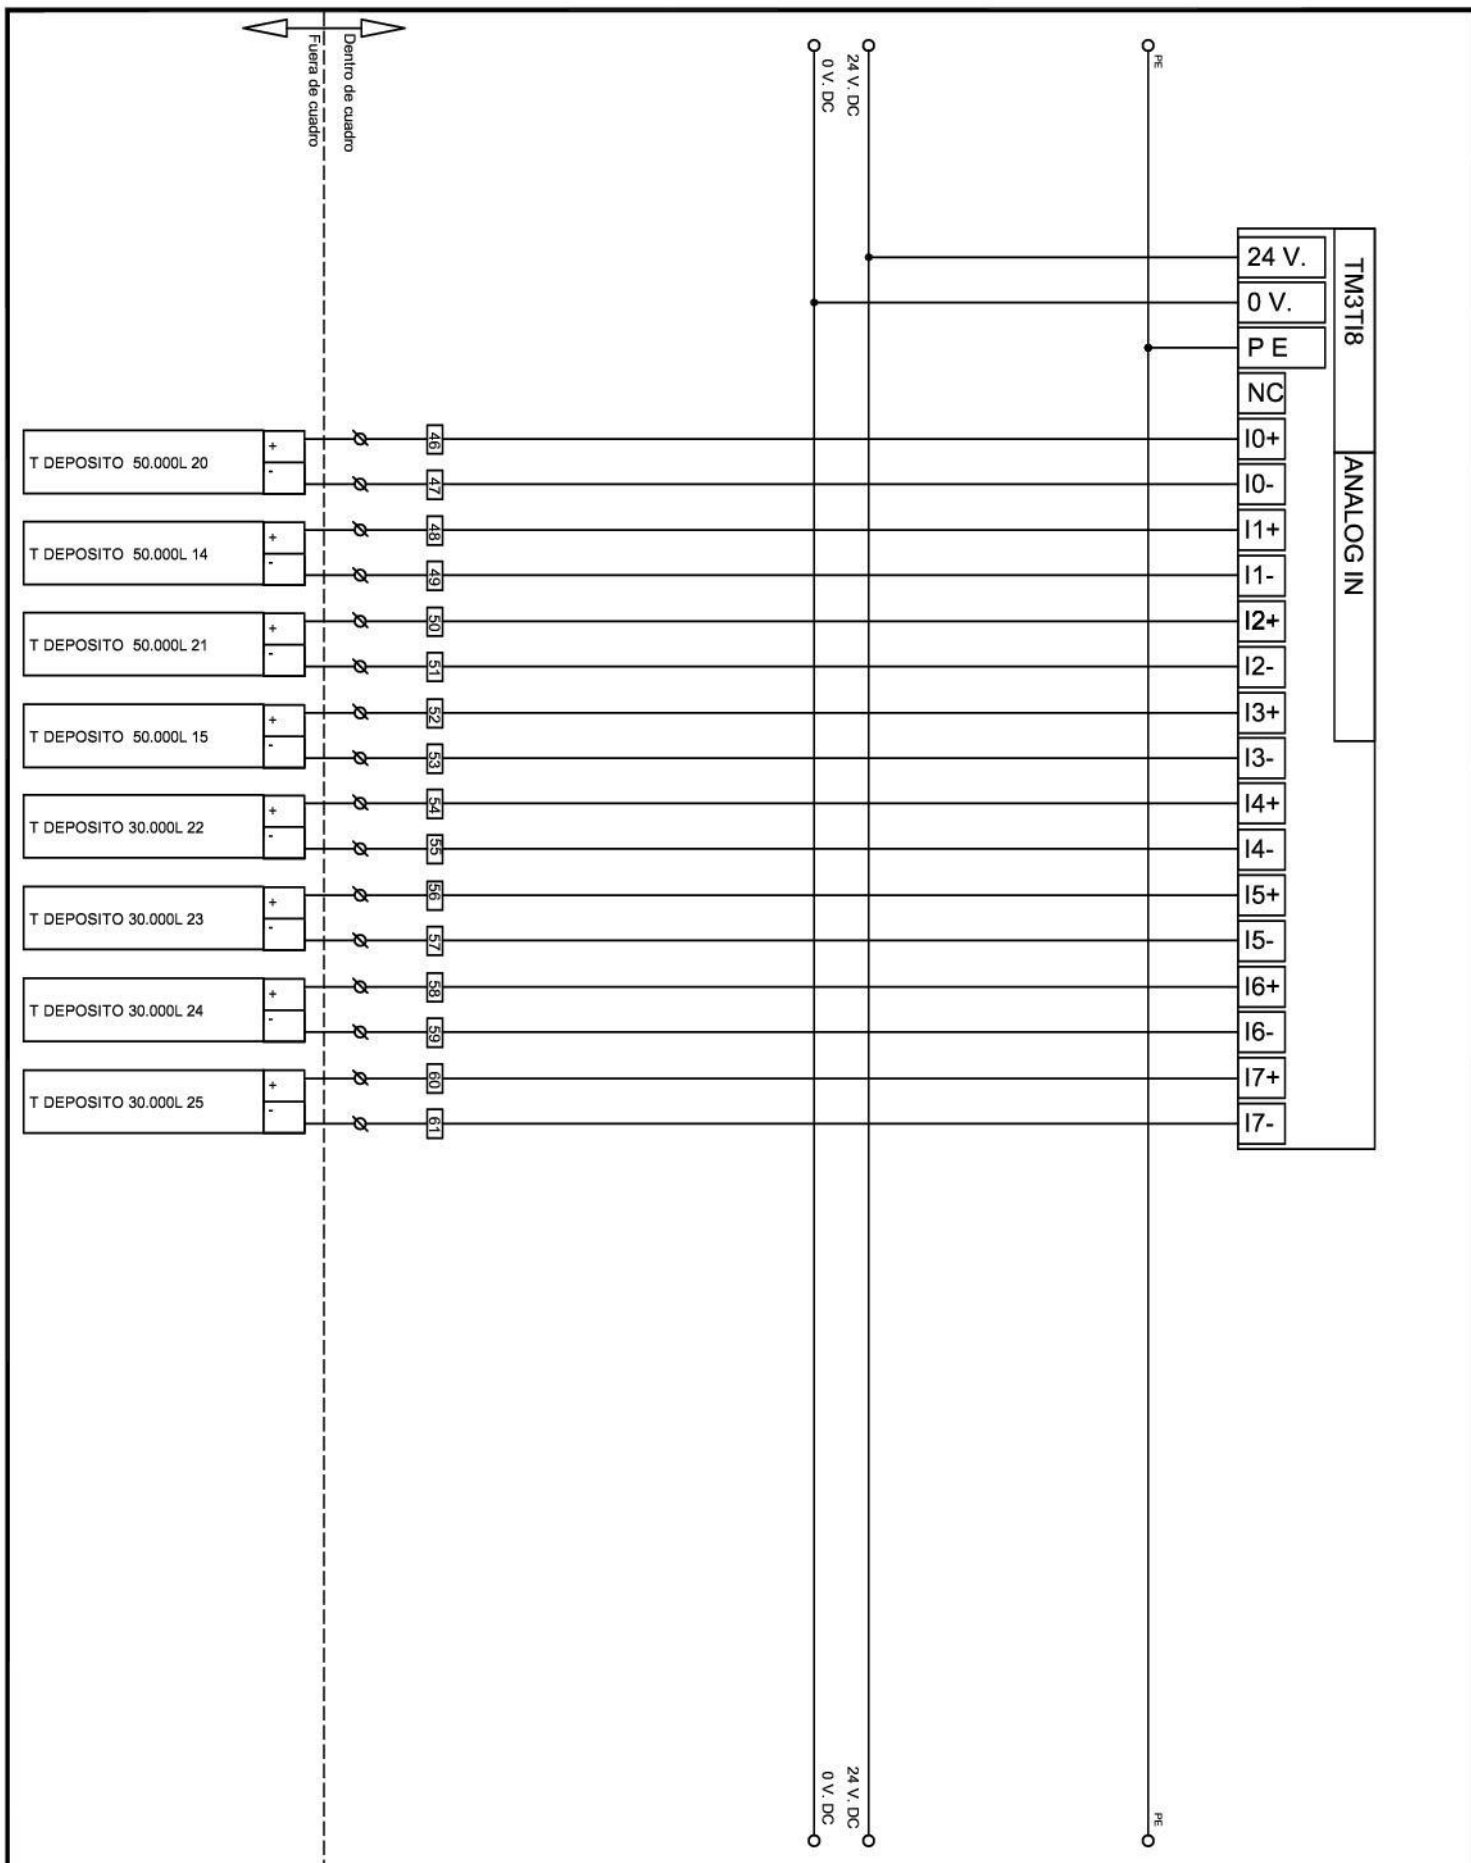 Dentro de cuadro
Fuera de cuadro
0 V. DC
24 V. DC
PE
TM3TI8
ANALOG IN
24 V.
0 V.
P E
NC
T DEPOSITO 50.000L 20
+
-
46
47
I0+
I0-
T DEPOSITO 50.000L 14
+
-
48
49
I1+
I1-
T DEPOSITO 50.000L 21
+
-
50
51
I2+
I2-
T DEPOSITO 50.000L 15
+
-
52
53
I3+
I3-
T DEPOSITO 30.000L 22
+
-
54
55
I4+
I4-
T DEPOSITO 30.000L 23
+
-
56
57
I5+
I5-
T DEPOSITO 30.000L 24
+
-
58
59
I6+
I6-
T DEPOSITO 30.000L 25
+
-
60
61
I7+
I7-
0 V. DC
24 V. DC
PE